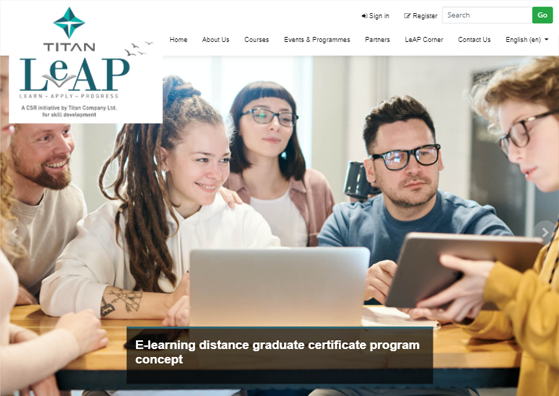 Sign in
Register
Search
Go
TITAN
Home
About Us
Courses
Events & Programmes
Partners
LeAP Corner
Contact Us
English (en)
LeAP
LEARN - APPLY - PROGRESS
A CSR initiative by Titan Company Ltd.
for skill development
E-learning distance graduate certificate program
concept